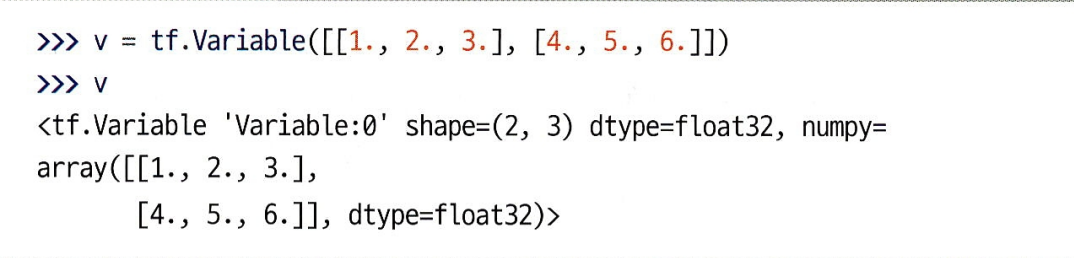 >>> v = tf.Variable([[1., 2., 3.], [4., 5., 6.]])
>>> v
<tf.Variable 'Variable:0' shape=(2, 3) dtype=float32, numpy=
array([[1., 2., 3.],
       [4., 5., 6.]], dtype=float32)>